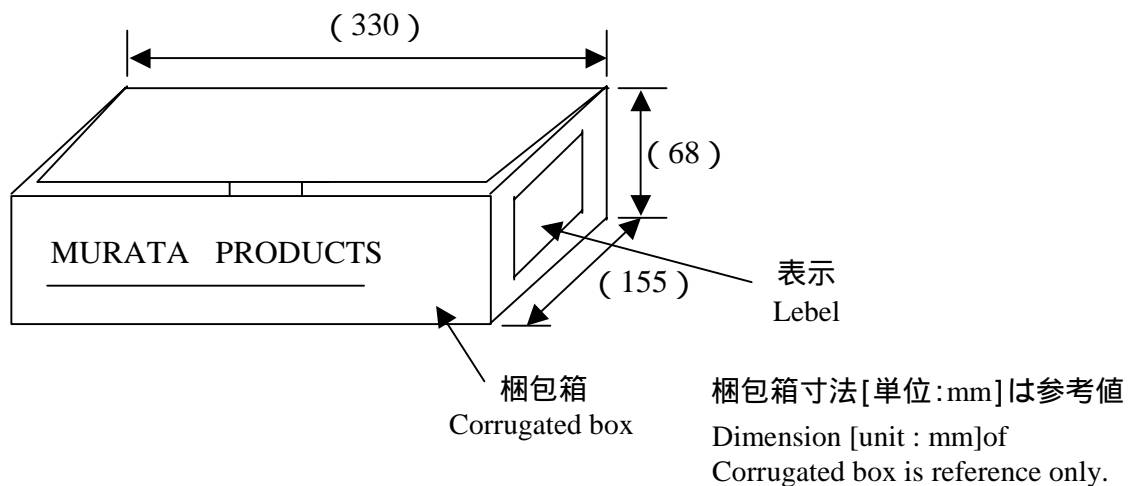 ( 330 )
( 68 )
MURATA PRODUCTS
( 155 )
表示
Lebel
梱包箱
Corrugated box
梱包箱寸法[単位:mm]は参考値
Dimension [unit : mm]of
Corrugated box is reference only.